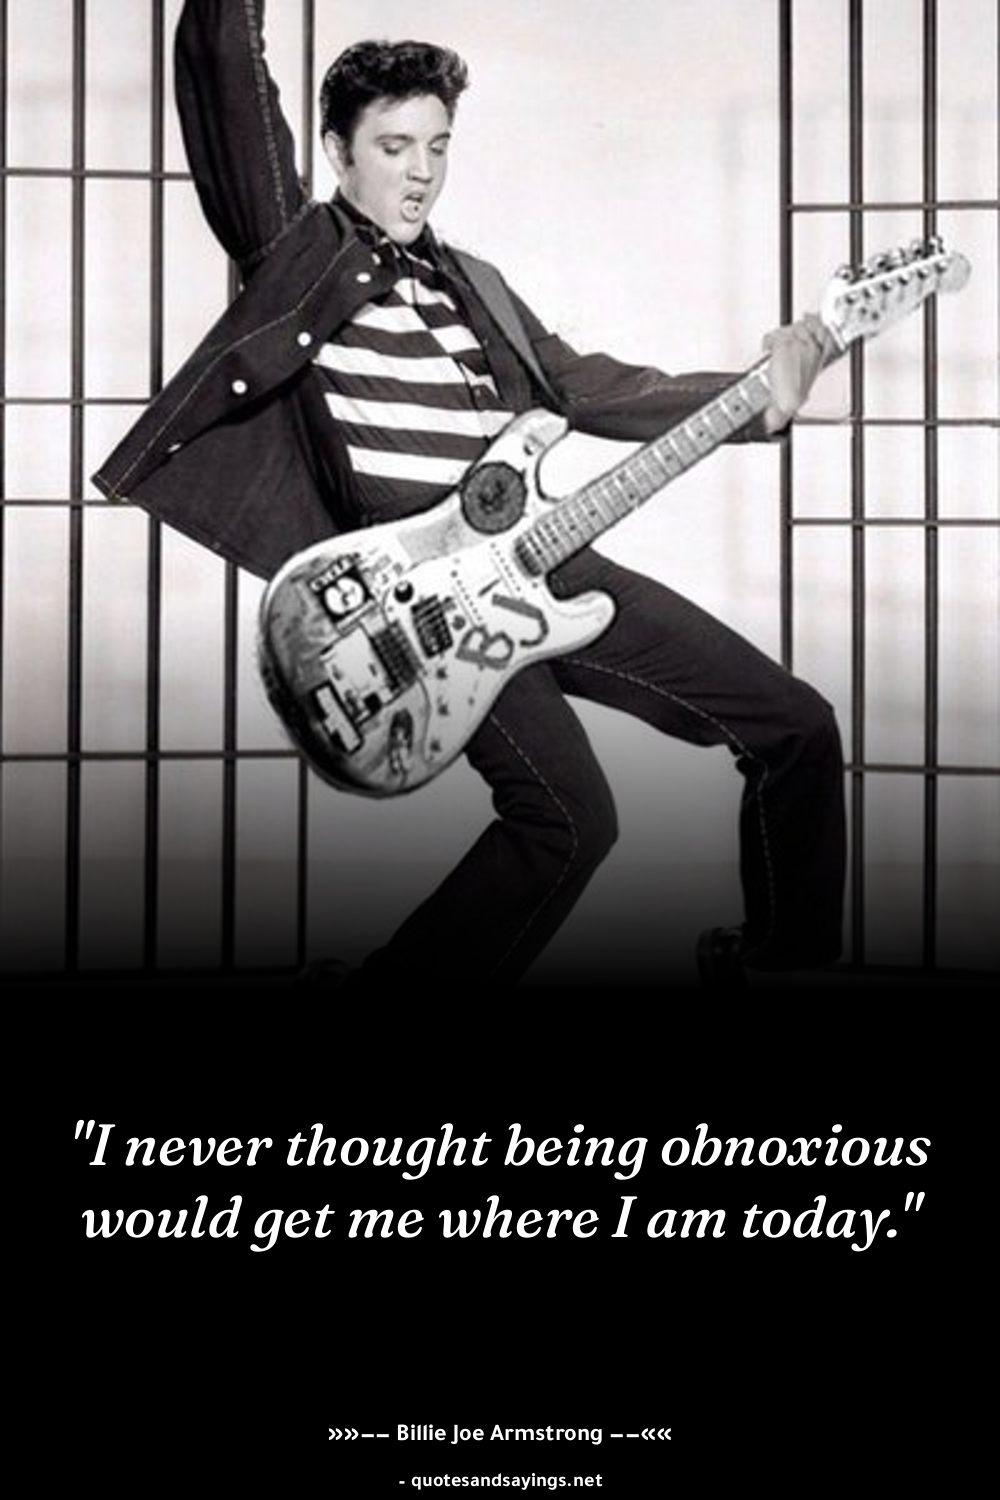 BJ
"I never thought being obnoxious
would get me where I am today."
»»–– Billie Joe Armstrong ––««
- quotesandsayings.net